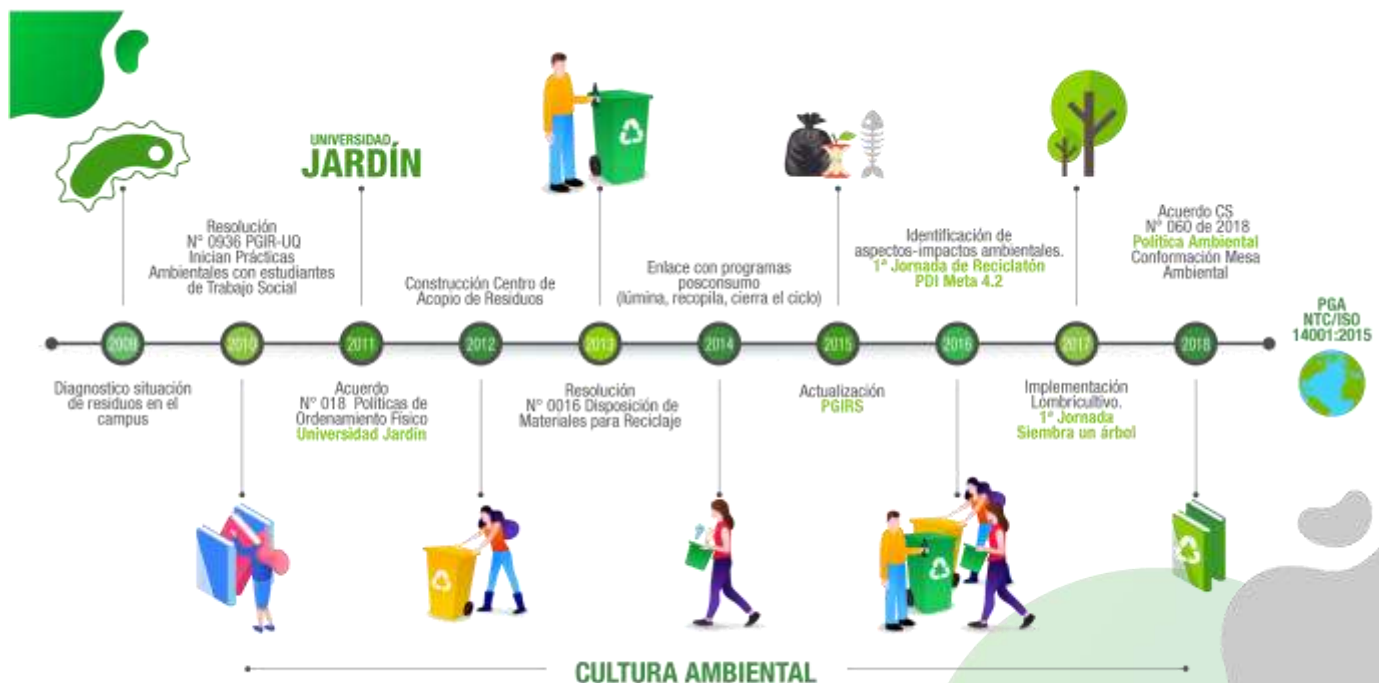 UNIVERSIDAD
JARDÍN
Resolución
N° 0936 PGIR-UQ
Inician Prácticas
Ambientales con estudiantes
de Trabajo Social
Construcción Centro de
Acopio de Residuos
Enlace con programas
posconsumo
(lúmina, recopila, cierra el ciclo)
Identificación de
aspectos-impactos ambientales.
1ª Jornada de Reciclatón
PDI Meta 4.2
Acuerdo CS
N° 060 de 2018
Política Ambiental
Conformación Mesa
Ambiental
PGA
NTC/ISO
14001:2015
2009
2010
2011
2012
2013
2014
2015
2016
2017
2018
Diagnostico situación
de residuos en el
campus
Acuerdo
N° 018 Políticas de
Ordenamiento Físico
Universidad Jardín
Resolución
N° 0016 Disposición de
Materiales para Reciclaje
Actualización
PGIRS
Implementación
Lombricultivo.
1ª Jornada
Siembra un árbol
CULTURA AMBIENTAL